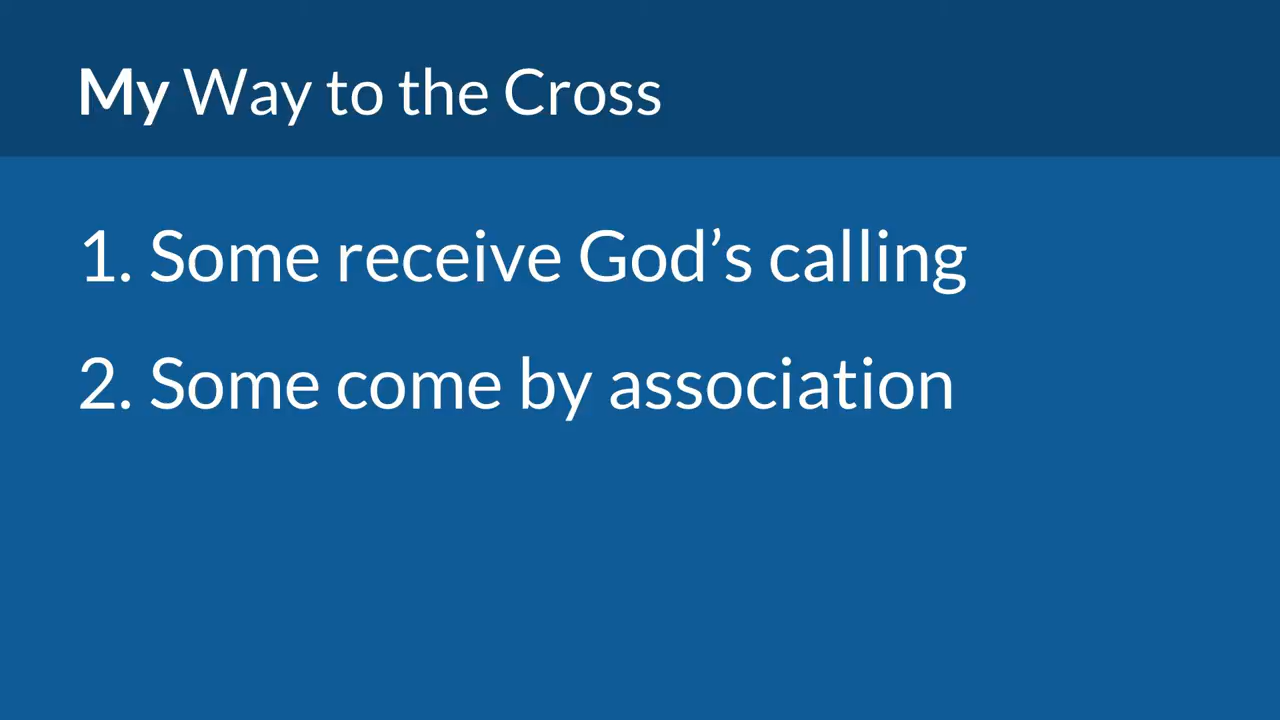 My Way to the Cross
1. Some receive God’s calling
2. Some come by association